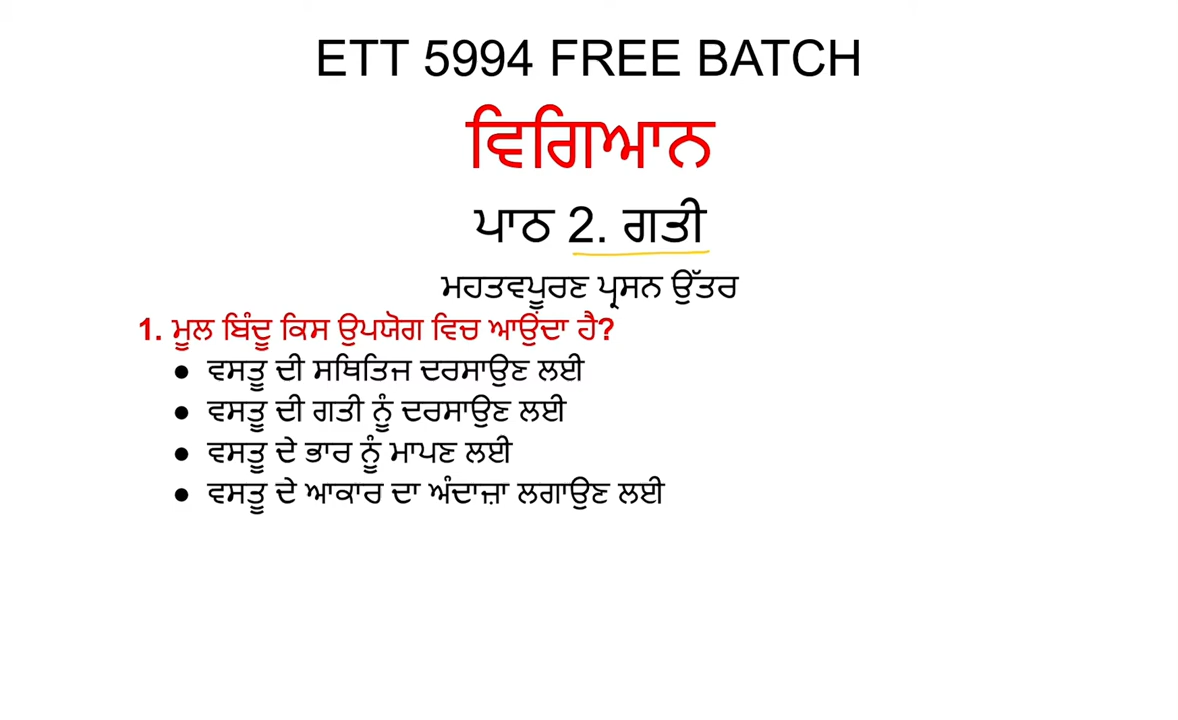 ETT 5994 FREE BATCH
ਵਿਗਿਆਨ
ਪਾਠ 2. ਗਤੀ
ਮਹਤਵਪੂਰਣ ਪ੍ਰਸਨ ਉੱਤਰ
1. ਮੂਲ ਬਿੰਦੂ ਕਿਸ ਉਪਯੋਗ ਵਿਚ ਆਉਂਦਾ ਹੈ?
● ਵਸਤੂ ਦੀ ਸਥਿਤਿਜ ਦਰਸਾਉਣ ਲਈ
● ਵਸਤੂ ਦੀ ਗਤੀ ਨੂੰ ਦਰਸਾਉਣ ਲਈ
● ਵਸਤੂ ਦੇ ਭਾਰ ਨੂੰ ਮਾਪਣ ਲਈ
● ਵਸਤੂ ਦੇ ਆਕਾਰ ਦਾ ਅੰਦਾਜ਼ਾ ਲਗਾਉਣ ਲਈ